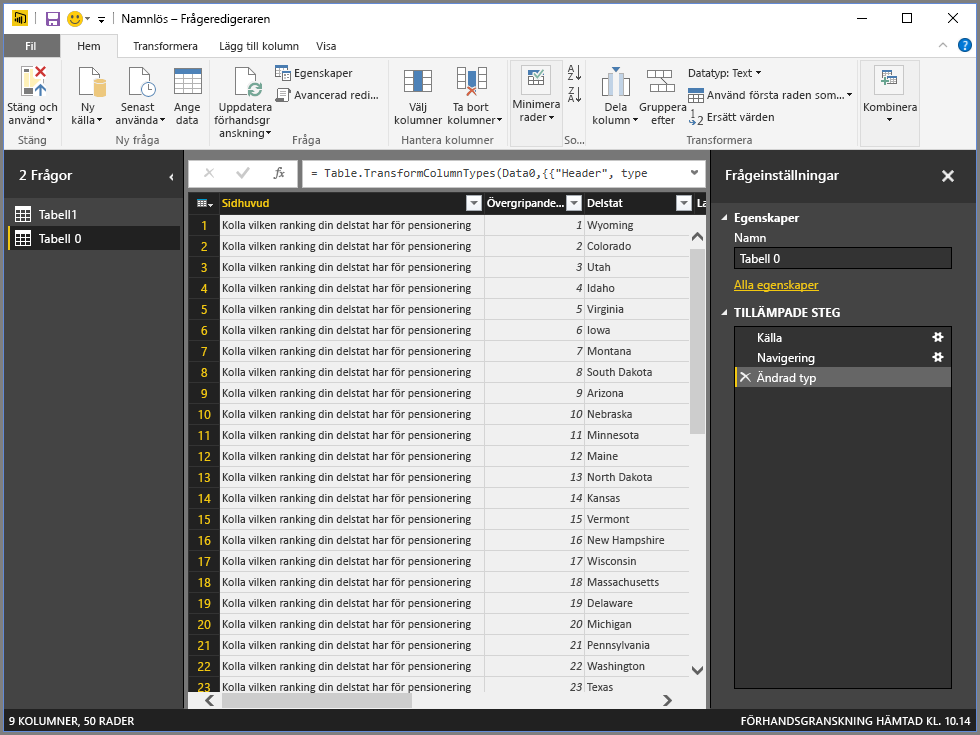 Namnlös – Frågeredigeraren
Fil Hem Transformera Lägg till kolumn Visa
Stäng och använd
Stäng
Ny källa
Senast använda
Ange data
Ny fråga
Uppdatera förhandsgr anskning
Egenskaper
Avancerad redi...
Fråga
Välj kolumner
Ta bort kolumner
Hantera kolumner
Minimera rader
A Z
Z A
So...
Dela kolumn
Gruppera efter
Datatyp: Text
Använd första raden som...
1 2 Ersätt värden
Transformera
Kombinera
2 Frågor
Tabell1
Tabell 0
fx = Table.TransformColumnTypes(Data0,{{"Header", type
Sidhuvud Övergripande... Delstat La
1 Kolla vilken ranking din delstat har för pensionering 1 Wyoming
2 Kolla vilken ranking din delstat har för pensionering 2 Colorado
3 Kolla vilken ranking din delstat har för pensionering 3 Utah
4 Kolla vilken ranking din delstat har för pensionering 4 Idaho
5 Kolla vilken ranking din delstat har för pensionering 5 Virginia
6 Kolla vilken ranking din delstat har för pensionering 6 Iowa
7 Kolla vilken ranking din delstat har för pensionering 7 Montana
8 Kolla vilken ranking din delstat har för pensionering 8 South Dakota
9 Kolla vilken ranking din delstat har för pensionering 9 Arizona
10 Kolla vilken ranking din delstat har för pensionering 10 Nebraska
11 Kolla vilken ranking din delstat har för pensionering 11 Minnesota
12 Kolla vilken ranking din delstat har för pensionering 12 Maine
13 Kolla vilken ranking din delstat har för pensionering 13 North Dakota
14 Kolla vilken ranking din delstat har för pensionering 14 Kansas
15 Kolla vilken ranking din delstat har för pensionering 15 Vermont
16 Kolla vilken ranking din delstat har för pensionering 16 New Hampshire
17 Kolla vilken ranking din delstat har för pensionering 17 Wisconsin
18 Kolla vilken ranking din delstat har för pensionering 18 Massachusetts
19 Kolla vilken ranking din delstat har för pensionering 19 Delaware
20 Kolla vilken ranking din delstat har för pensionering 20 Michigan
21 Kolla vilken ranking din delstat har för pensionering 21 Pennsylvania
22 Kolla vilken ranking din delstat har för pensionering 22 Washington
23 Kolla vilken ranking din delstat har för pensionering 23 Texas
Frågeinställningar
Egenskaper
Namn
Tabell 0
Alla egenskaper
TILLÄMPADE STEG
Källa
Navigering
Ändrad typ
9 KOLUMNER, 50 RADER
FÖRHANDSGRANSKNING HÄMTAD KL. 10.14